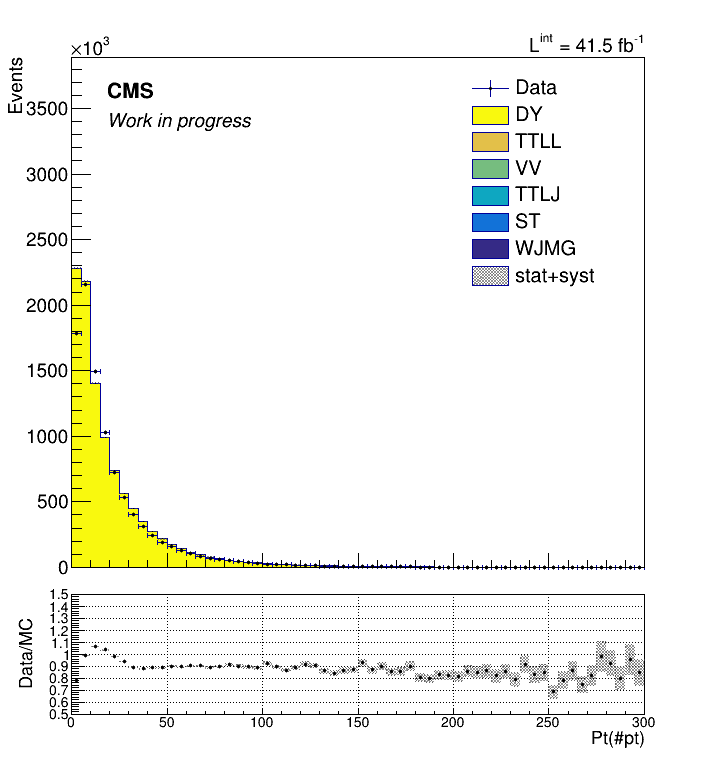 ×10³
L^int = 41.5 fb⁻¹
Events
CMS
Work in progress
Data
DY
TTLL
VV
TTLJ
ST
WJMG
stat+syst
3500
3000
2500
2000
1500
1000
500
0
Data/MC
1.5
1.4
1.3
1.2
1.1
1
0.9
0.8
0.7
0.6
0.5
0 50 100 150 200 250 300
Pt(#pt)